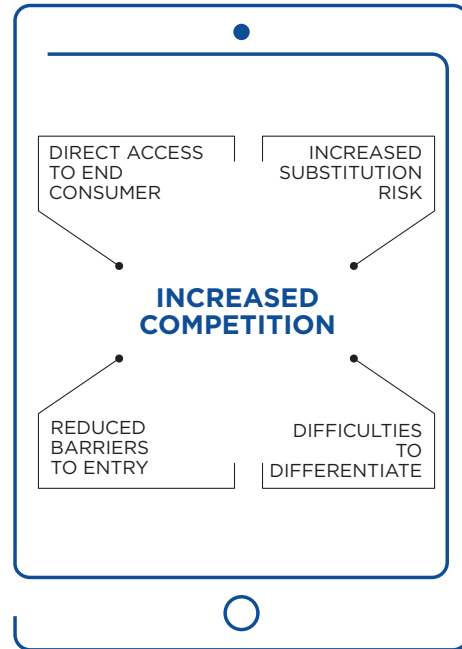 DIRECT ACCESS
TO END
CONSUMER
INCREASED
SUBSTITUTION
RISK
INCREASED
COMPETITION
REDUCED
BARRIERS
TO ENTRY
DIFFICULTIES
TO
DIFFERENTIATE